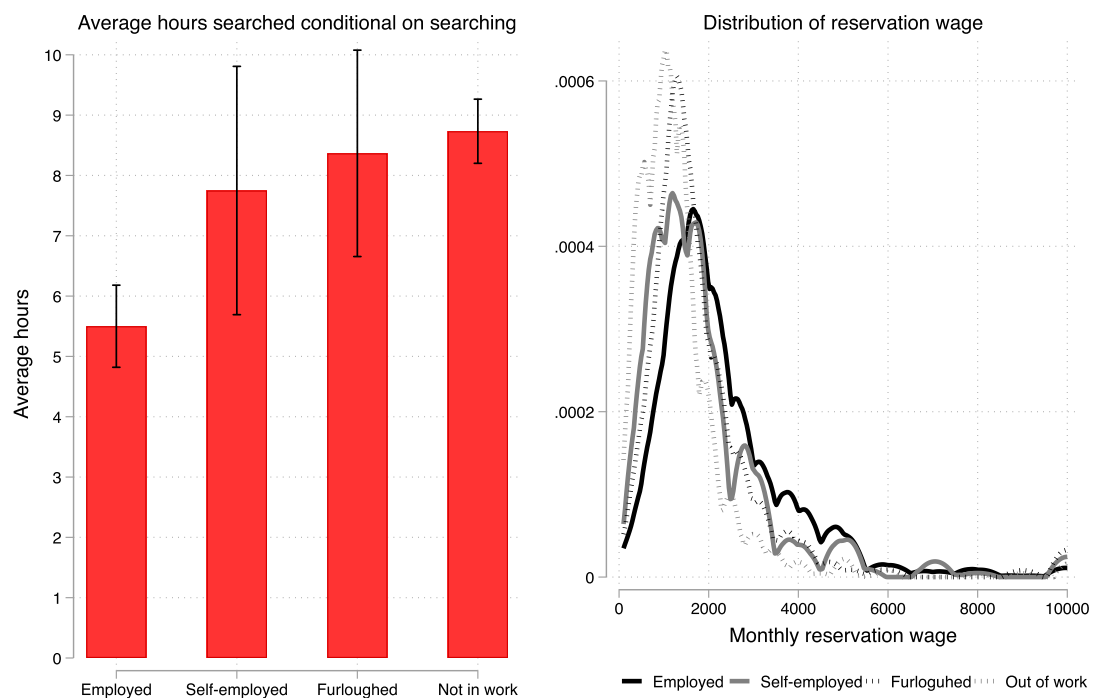 Average hours searched conditional on searching
Average hours
10
9
8
7
6
5
4
3
2
1
0
Employed Self-employed Furloughed Not in work
Distribution of reservation wage
.0006
.0004
.0002
0
0 2000 4000 6000 8000 10000
Monthly reservation wage
Employed Self-employed Furloguhed Out of work